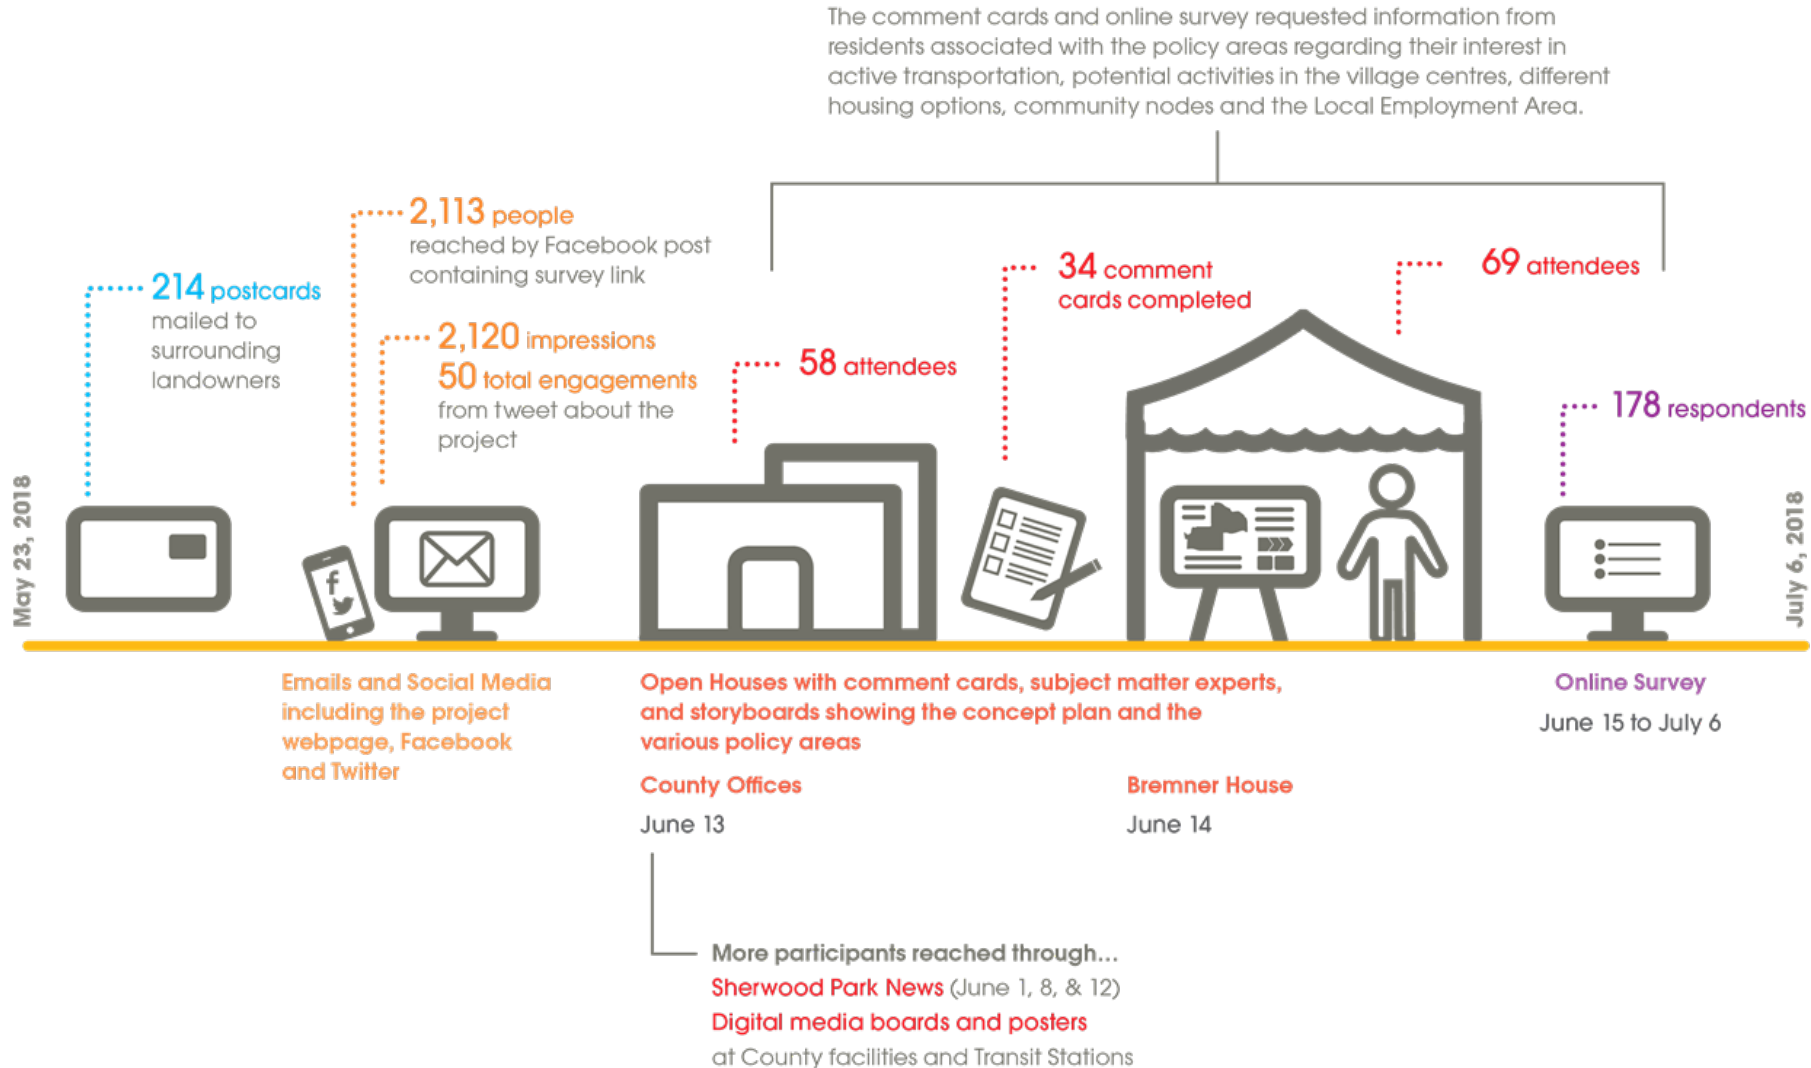 The comment cards and online survey requested information from
residents associated with the policy areas regarding their interest in
active transportation, potential activities in the village centres, different
housing options, community nodes and the Local Employment Area.
2,113 people
reached by Facebook post
containing survey link
214 postcards
mailed to
surrounding
landowners
2,120 impressions
50 total engagements
from tweet about the
project
58 attendees
34 comment
cards completed
69 attendees
178 respondents
May 23, 2018
July 6, 2018
Emails and Social Media
including the project
webpage, Facebook
and Twitter
Open Houses with comment cards, subject matter experts,
and storyboards showing the concept plan and the
various policy areas
County Offices
June 13
Bremner House
June 14
Online Survey
June 15 to July 6
More participants reached through...
Sherwood Park News (June 1, 8, & 12)
Digital media boards and posters
at County facilities and Transit Stations